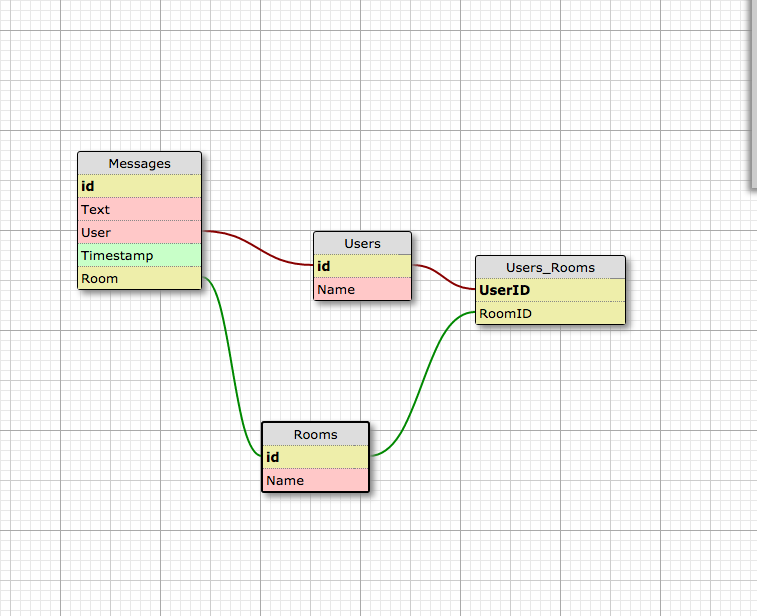 Messages
id
Text
User
Timestamp
Room
Users
id
Name
Users_Rooms
UserID
RoomID
Rooms
id
Name